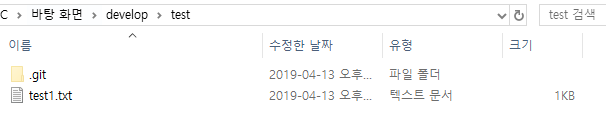 C > 바탕 화면 > develop > test test 검색
이름 수정한 날짜 유형 크기
.git 2019-04-13 오후... 파일 폴더
test1.txt 2019-04-13 오후... 텍스트 문서 1KB